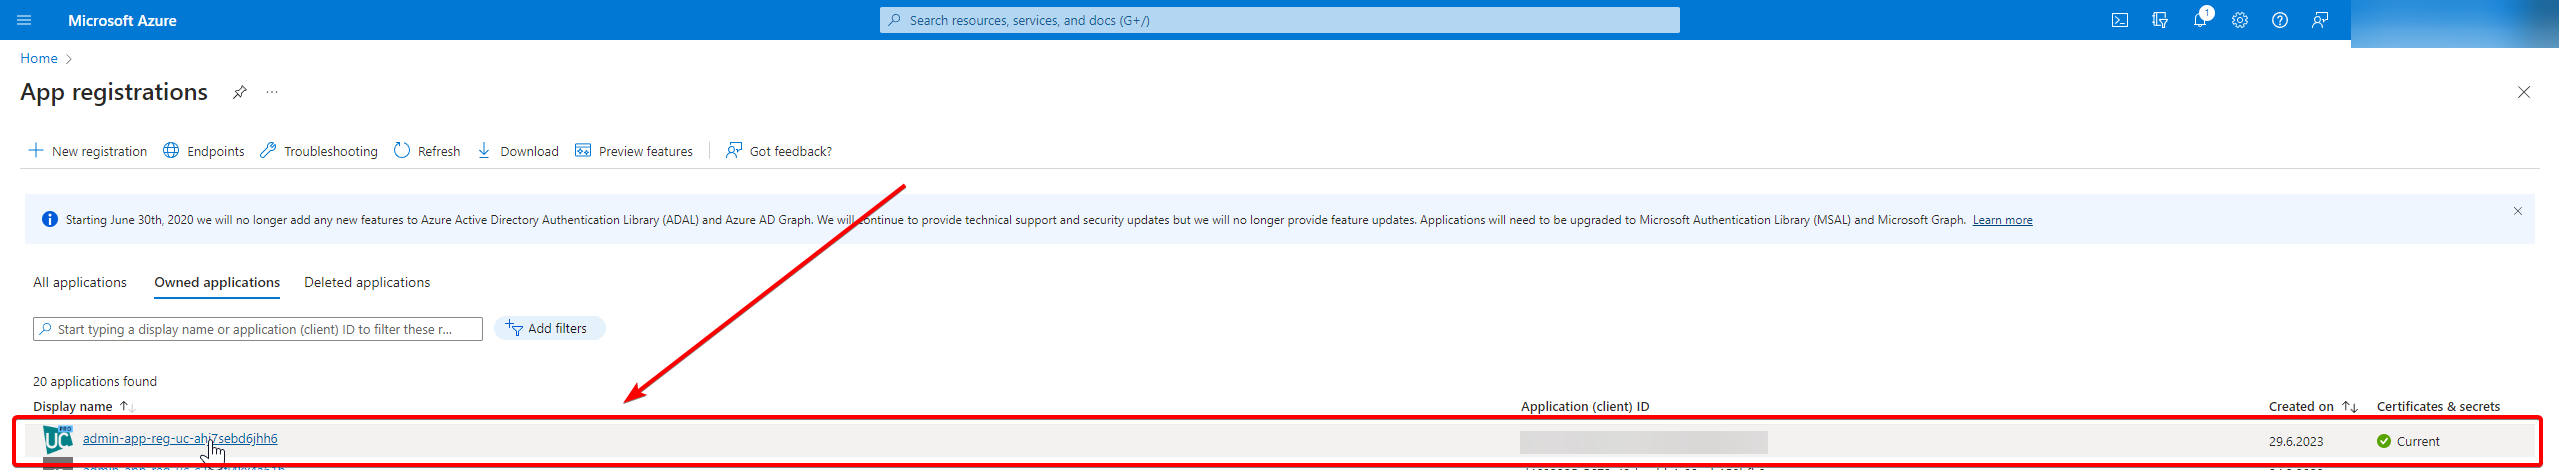 Microsoft Azure
Search resources, services, and docs (G+/)
1
Home
App registrations
New registration Endpoints Troubleshooting Refresh Download Preview features Got feedback?
Starting June 30th, 2020 we will no longer add any new features to Azure Active Directory Authentication Library (ADAL) and Azure AD Graph. We will continue to provide technical support and security updates but we will no longer provide feature updates. Applications will need to be upgraded to Microsoft Authentication Library (MSAL) and Microsoft Graph. Learn more
All applications Owned applications Deleted applications
Start typing a display name or application (client) ID to filter these r...
Add filters
20 applications found
Display name Application (client) ID Created on Certificates & secrets
UC PRO admin-app-reg-uc-ahj7sebd6jhh6 29.6.2023 Current